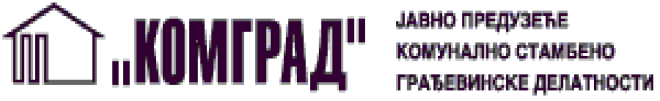 „КОМГРАД"
ЈАВНО ПРЕДУЗЕЋЕ
КОМУНАЛНО СТАМБЕНО
ГРАЂЕВИНСКЕ ДЕЛАТНОСТИ